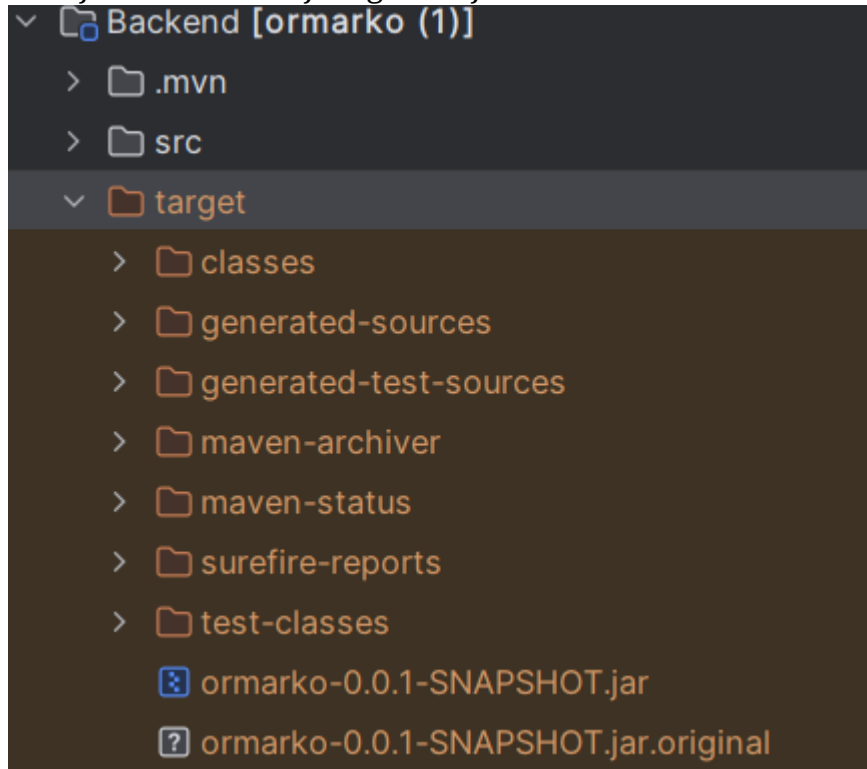 Backend [ormarko (1)]
.mvn
src
target
classes
generated-sources
generated-test-sources
maven-archiver
maven-status
surefire-reports
test-classes
ormarko-0.0.1-SNAPSHOT.jar
? ormarko-0.0.1-SNAPSHOT.jar.original